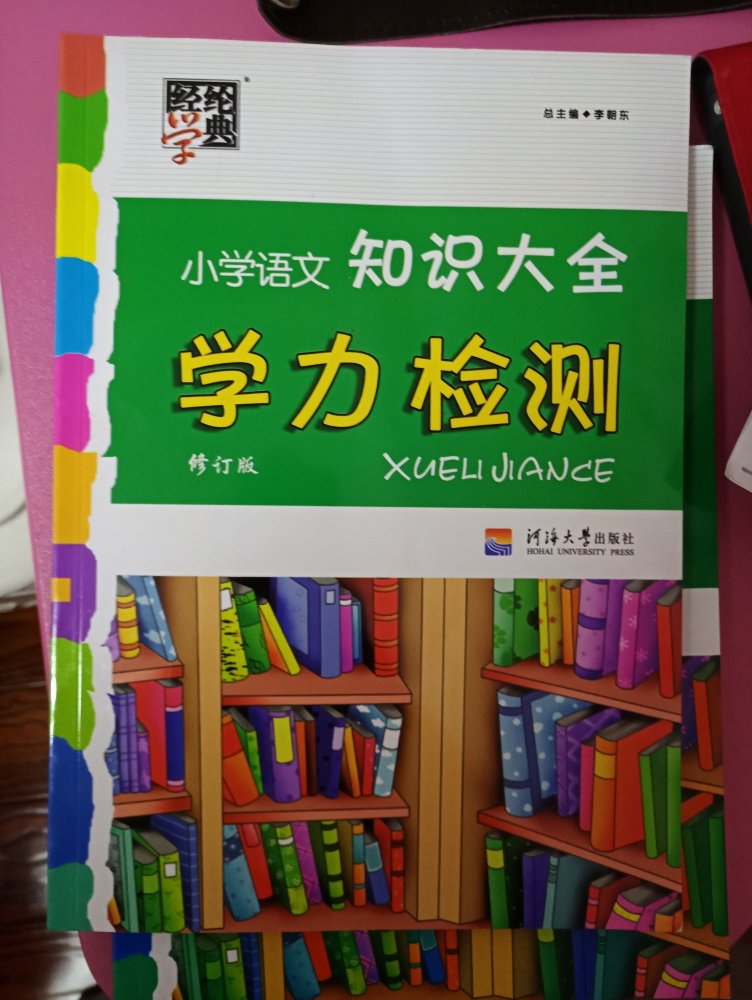 经纶学典
®
总主编◆李朝东
小学语文 知识大全
学力检测
修订版 XUELI JIANCE
河海大学出版社
HOHAI UNIVERSITY PRESS